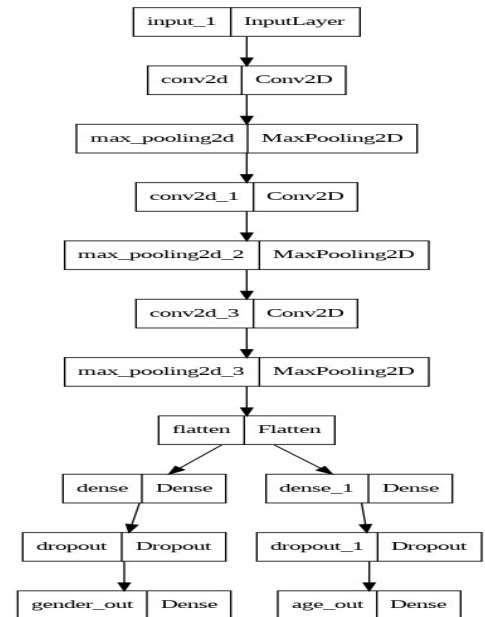 input_1 InputLayer
conv2d Conv2D
max_pooling2d MaxPooling2D
conv2d_1 Conv2D
max_pooling2d_2 MaxPooling2D
conv2d_3 Conv2D
max_pooling2d_3 MaxPooling2D
flatten Flatten
dense Dense dense_1 Dense
dropout Dropout dropout_1 Dropout
gender_out Dense age_out Dense